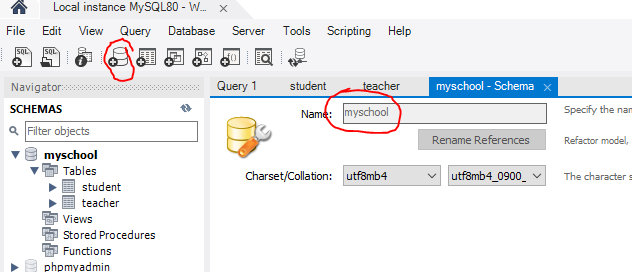 Local instance MySQL80 - W...
File Edit View Query Database Server Tools Scripting Help
SQL SQL
Navigator
Query 1 student teacher myschool - Schema
SCHEMAS
Name: myschool Specify the nam
Filter objects
Rename References Refactor model,
myschool
Tables
Charset/Collation: utf8mb4 utf8mb4_0900_ The character s
student
teacher
Views
Stored Procedures
Functions
phpmyadmin